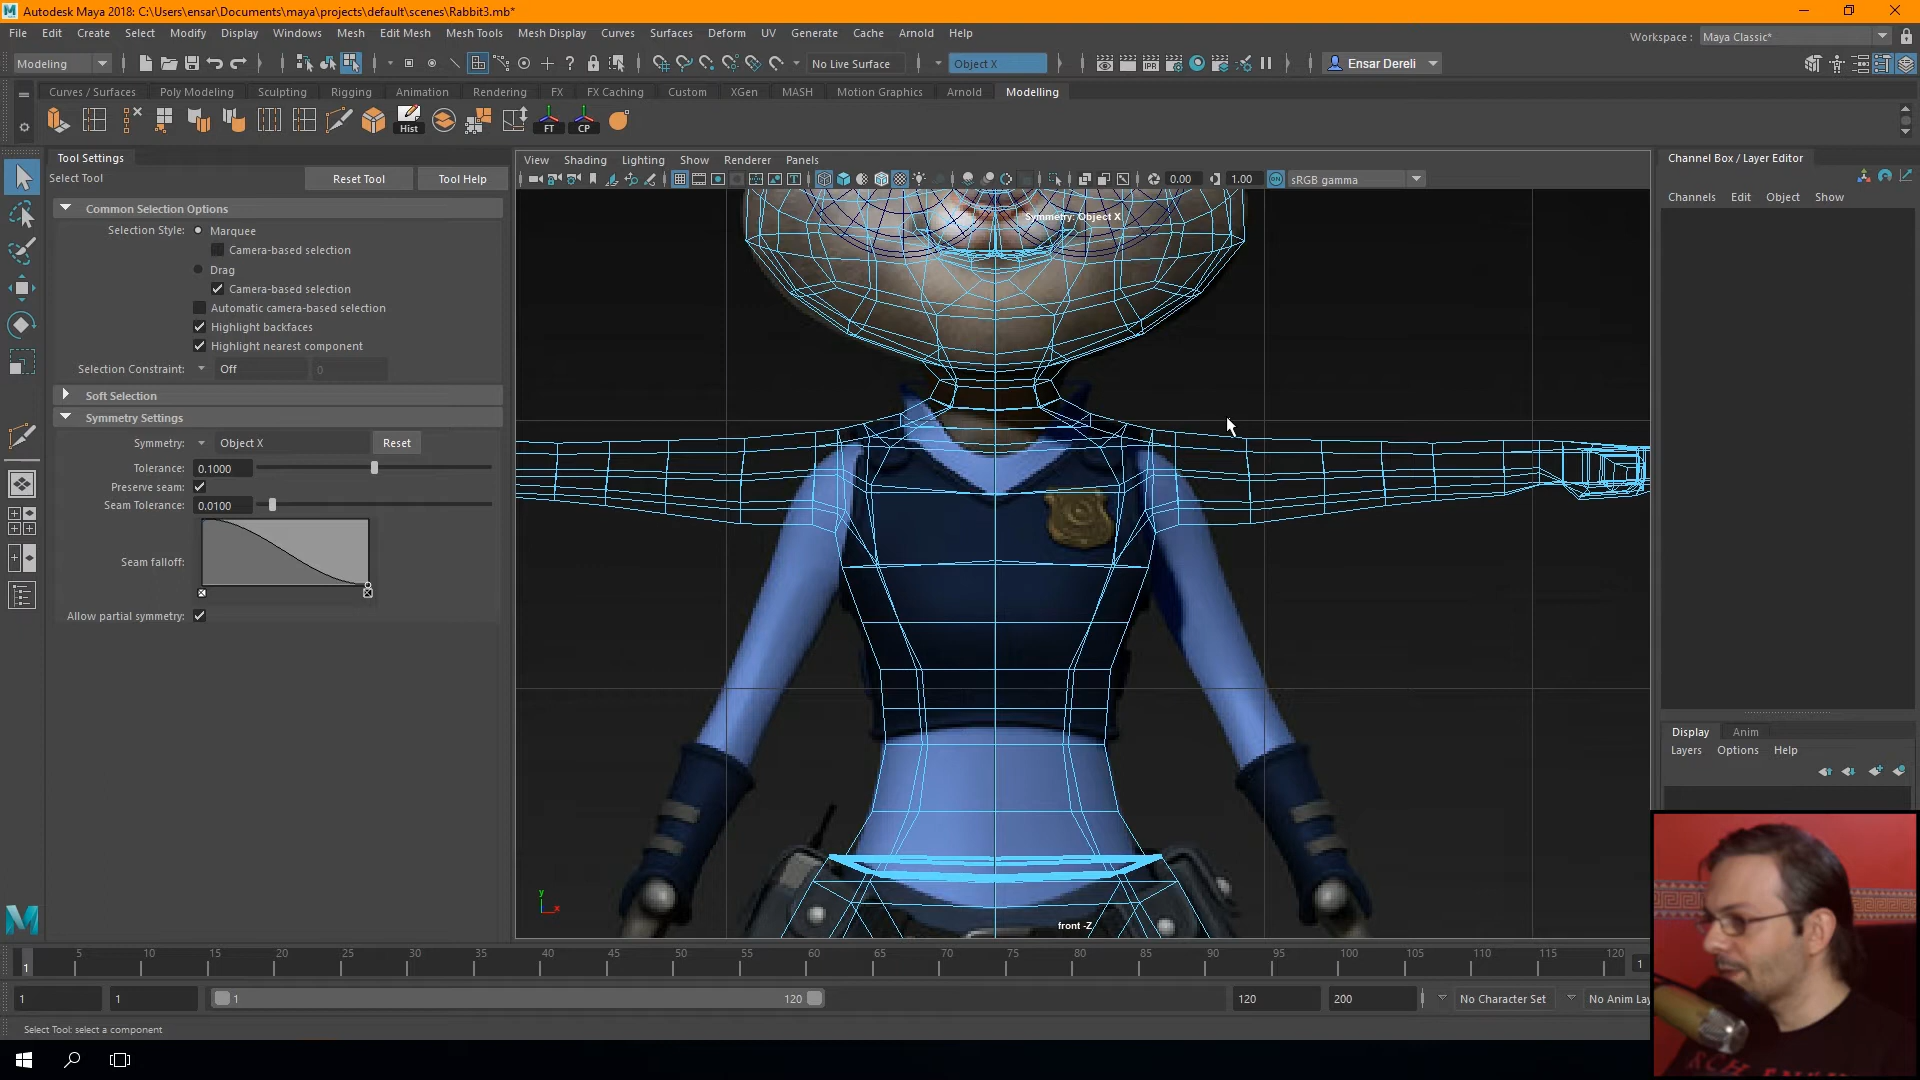 Autodesk Maya 2018: C:\Users\ensar\Documents\maya\projects\default\scenes\Rabbit3.mb*
File Edit Create Select Modify Display Windows Mesh Edit Mesh Mesh Tools Mesh Display Curves Surfaces Deform UV Generate Cache Arnold Help
Workspace : Maya Classic*
Modeling No Live Surface Object X Ensar Dereli
Curves / Surfaces Poly Modeling Sculpting Rigging Animation Rendering FX FX Caching Custom XGen MASH Motion Graphics Arnold Modelling
Hist FT CP
Tool Settings
Select Tool Reset Tool Tool Help
Common Selection Options
Selection Style: Marquee
Camera-based selection
Drag
Camera-based selection
Automatic camera-based selection
Highlight backfaces
Highlight nearest component
Selection Constraint: Off 0
Soft Selection
Symmetry Settings
Symmetry: Object X Reset
Tolerance: 0.1000
Preserve seam:
Seam Tolerance: 0.0100
Seam falloff:
Allow partial symmetry:
View Shading Lighting Show Renderer Panels
IPR
0.00 1.00 ON sRGB gamma
Symmetry: Object X
y
x
front -Z
Channel Box / Layer Editor
Channels Edit Object Show
Display Anim
Layers Options Help
1 5 10 15 20 25 30 35 40 45 50 55 60 65 70 75 80 85 90 95 100 105 110 115 120 1
1 1 1 120 120 200 No Character Set No Anim Lay
Select Tool: select a component